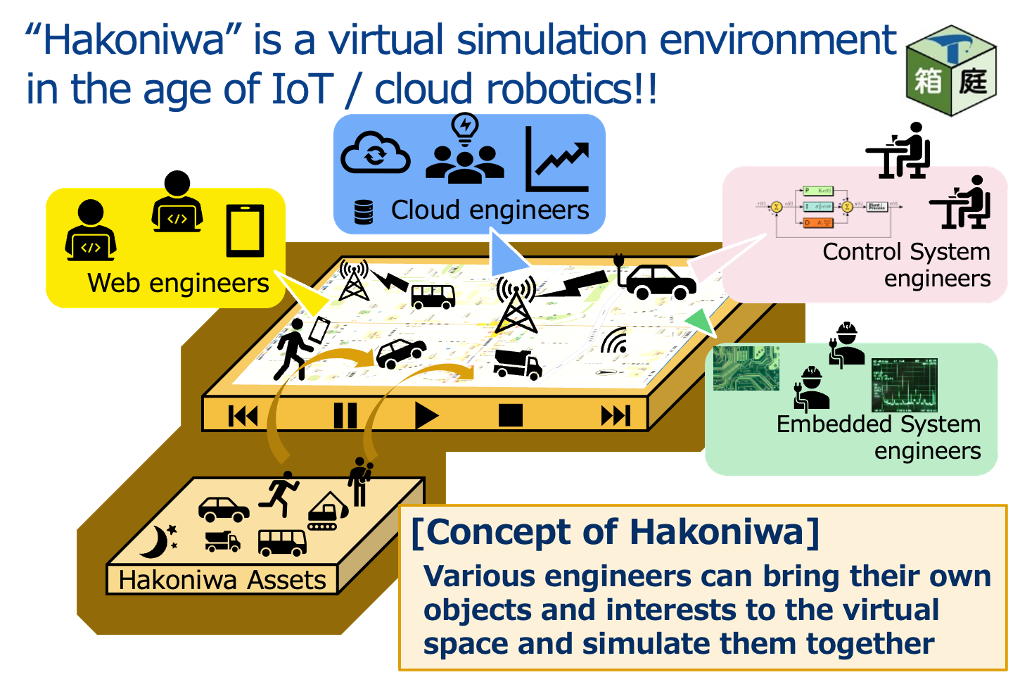 “Hakoniwa” is a virtual simulation environment
in the age of IoT / cloud robotics!!
箱庭
Cloud engineers
Web engineers
P
I
D
Control System
engineers
Embedded System
engineers
Hakoniwa Assets
[Concept of Hakoniwa]
Various engineers can bring their own
objects and interests to the virtual
space and simulate them together